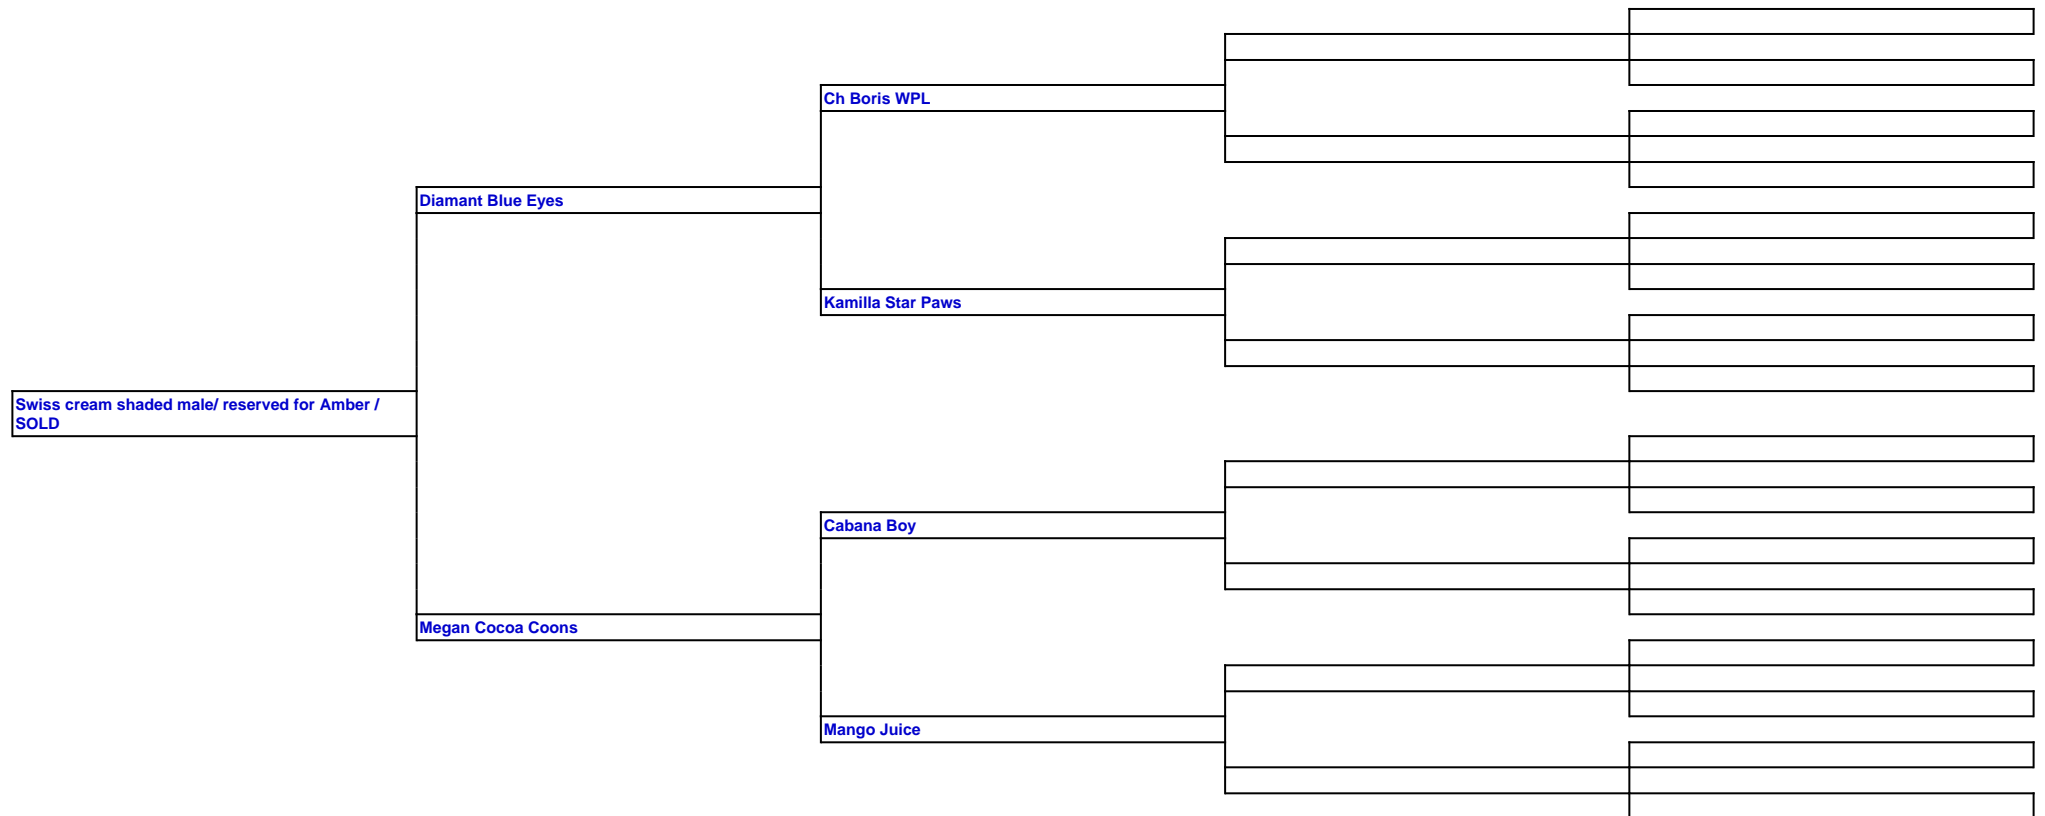 Ch Boris WPL
Diamant Blue Eyes
Kamilla Star Paws
Swiss cream shaded male/ reserved for Amber /
SOLD
Cabana Boy
Megan Cocoa Coons
Mango Juice